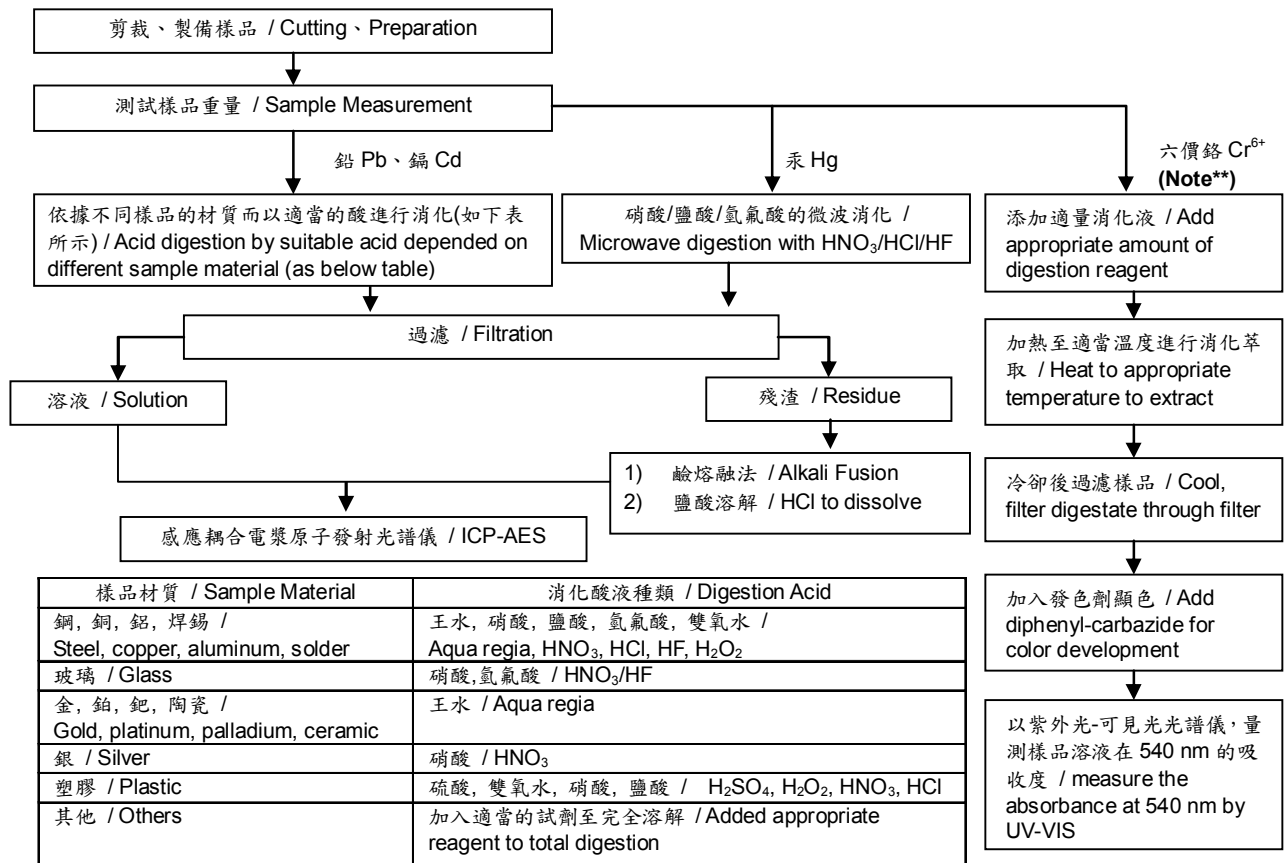 剪裁、製備樣品 / Cutting、Preparation
測試樣品重量 / Sample Measurement
鉛 Pb、鎘 Cd
汞 Hg
六價鉻 Cr6+
(Note**)
依據不同樣品的材質而以適當的酸進行消化(如下表
所示) / Acid digestion by suitable acid depended on
different sample material (as below table)
硝酸/鹽酸/氫氟酸的微波消化 /
Microwave digestion with HNO3/HCl/HF
添加適量消化液 / Add
appropriate amount of
digestion reagent
過濾 / Filtration
加熱至適當溫度進行消化萃
取 / Heat to appropriate
temperature to extract
溶液 / Solution
殘渣 / Residue
1) 鹼熔融法 / Alkali Fusion
2) 鹽酸溶解 / HCl to dissolve
冷卻後過濾樣品 / Cool,
filter digestate through filter
感應耦合電漿原子發射光譜儀 / ICP-AES
加入發色劑顯色 / Add
diphenyl-carbazide for
color development
以紫外光-可見光光譜儀,量
測樣品溶液在 540 nm 的吸
收度 / measure the
absorbance at 540 nm by
UV-VIS
樣品材質 / Sample Material
消化酸液種類 / Digestion Acid
鋼, 銅, 鋁, 焊錫 /
Steel, copper, aluminum, solder
王水, 硝酸, 鹽酸, 氫氟酸, 雙氧水 /
Aqua regia, HNO3, HCl, HF, H2O2
玻璃 / Glass
硝酸,氫氟酸 / HNO3/HF
金, 鉑, 鈀, 陶瓷 /
Gold, platinum, palladium, ceramic
王水 / Aqua regia
銀 / Silver
硝酸 / HNO3
塑膠 / Plastic
硫酸, 雙氧水, 硝酸, 鹽酸 / H2SO4, H2O2, HNO3, HCl
其他 / Others
加入適當的試劑至完全溶解 / Added appropriate
reagent to total digestion